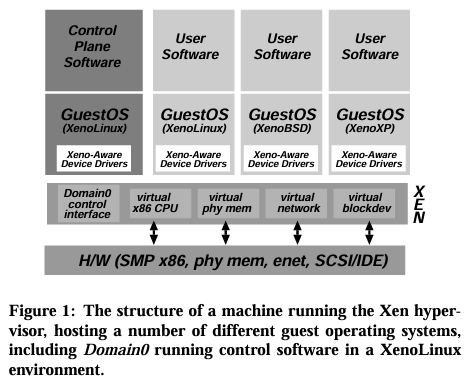 Control
Plane
Software
User
Software
User
Software
User
Software
GuestOS
(XenoLinux)
Xeno-Aware
Device Drivers
GuestOS
(XenoLinux)
Xeno-Aware
Device Drivers
GuestOS
(XenoBSD)
Xeno-Aware
Device Drivers
GuestOS
(XenoXP)
Xeno-Aware
Device Drivers
Domain0
control
interface
virtual
x86 CPU
virtual
phy mem
virtual
network
virtual
blockdev
XEN
H/W (SMP x86, phy mem, enet, SCSI/IDE)
Figure 1: The structure of a machine running the Xen hyper-
visor, hosting a number of different guest operating systems,
including Domain0 running control software in a XenoLinux
environment.